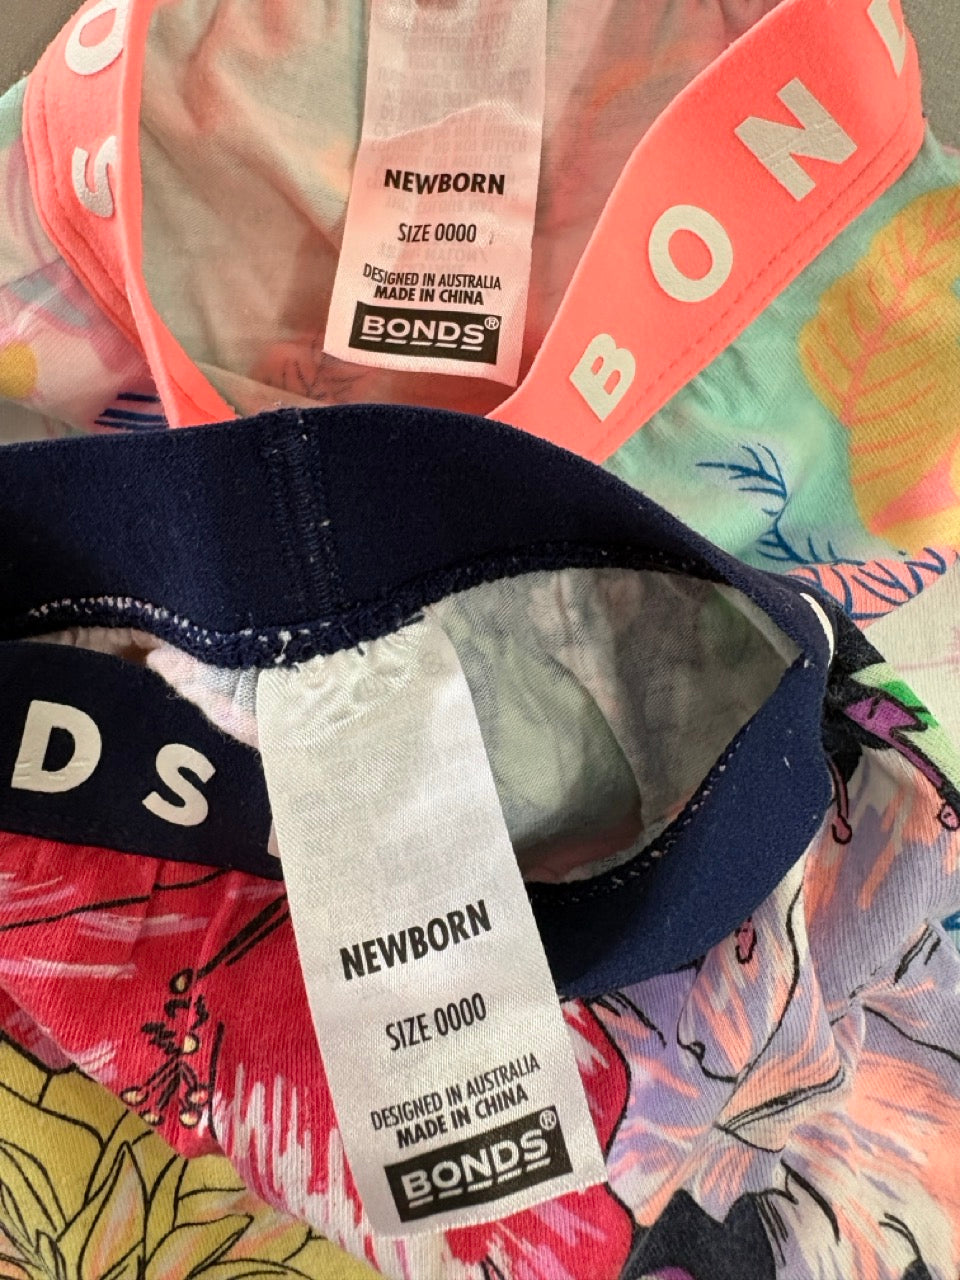 BOND
S
NEWBORN
SIZE 0000
DESIGNED IN AUSTRALIA
MADE IN CHINA
BONDS®
DS
NEWBORN
SIZE 0000
DESIGNED IN AUSTRALIA
MADE IN CHINA
BONDS®